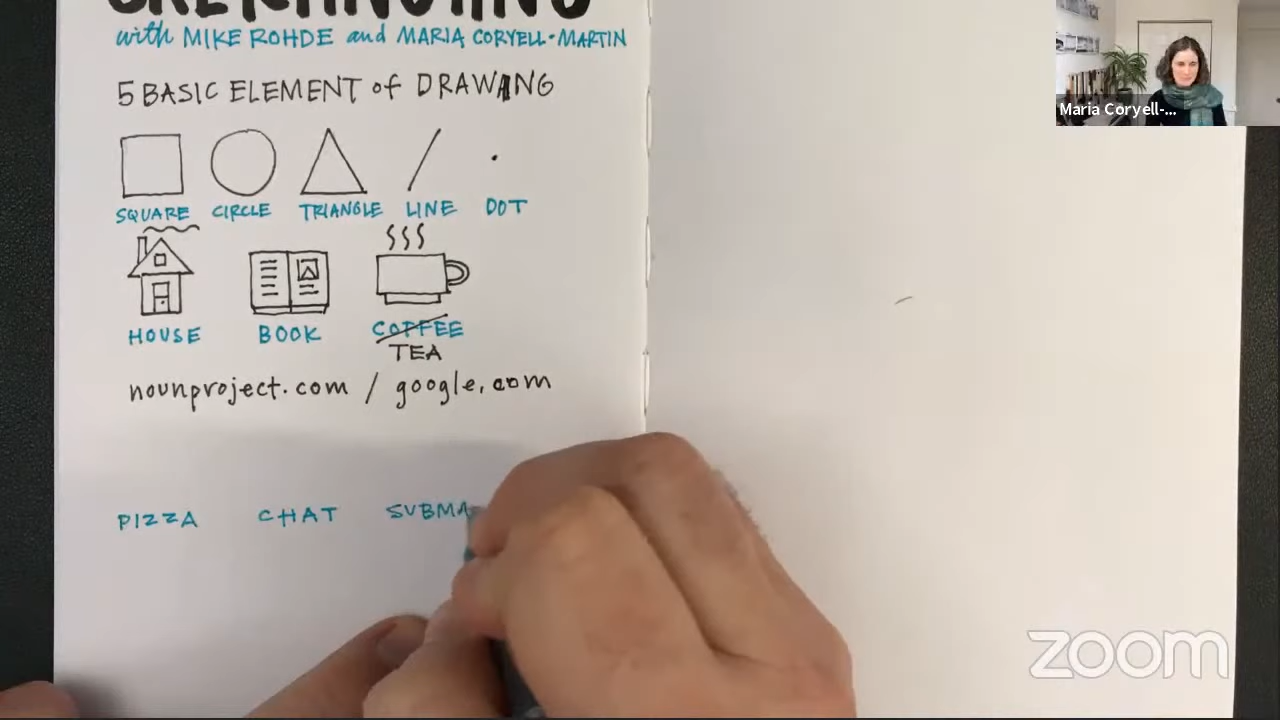 with MIKE ROHDE and MARIA CORYELL-MARTIN
5 BASIC ELEMENT of DRAWING
SQUARE CIRCLE TRIANGLE LINE DOT
HOUSE BOOK COFFEE
TEA
nounproject.com / google.com
PIZZA CHAT SUBMA
Maria Coryell-...
zoom